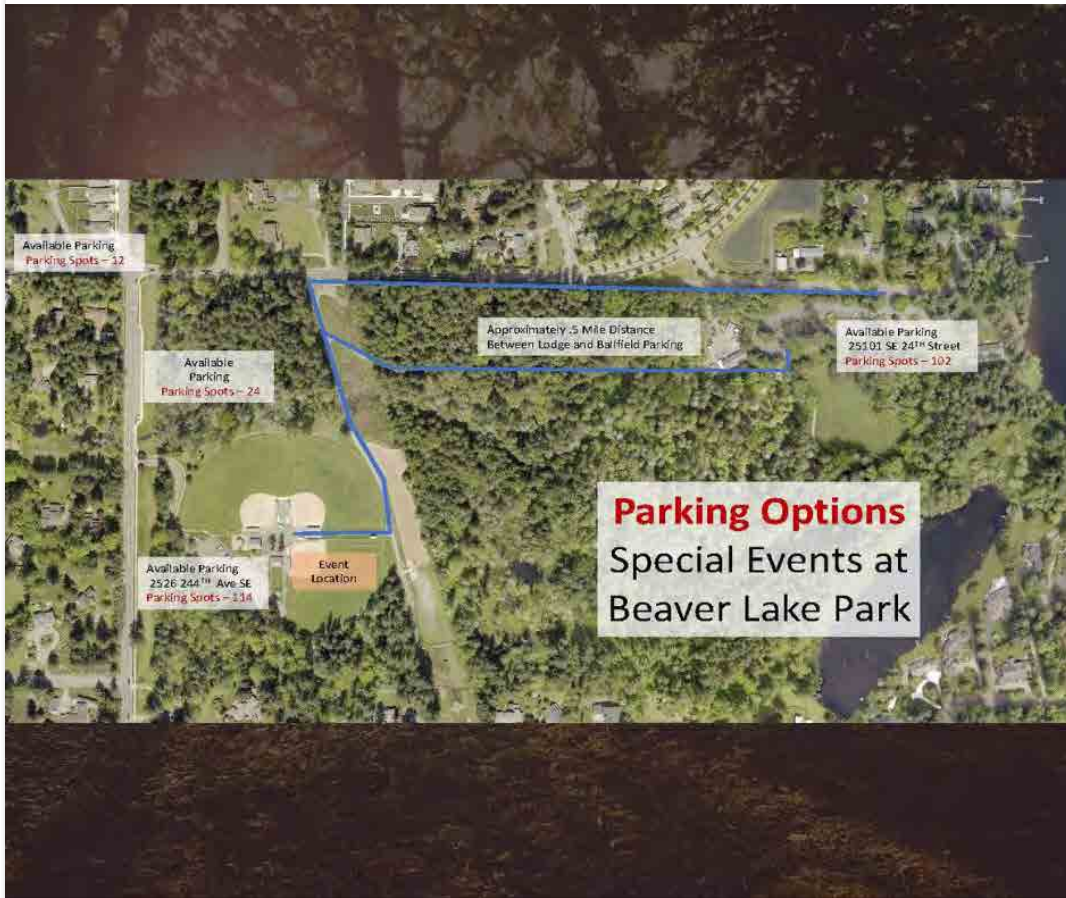 Available Parking
Parking Spots – 12
Approximately .5 Mile Distance
Between Lodge and Ballfield Parking
Available Parking
25101 SE 24TH Street
Parking Spots – 102
Available
Parking
Parking Spots – 24
Parking Options
Special Events at
Beaver Lake Park
Available Parking
2526 244TH Ave SE
Parking Spots – 114
Event
Location